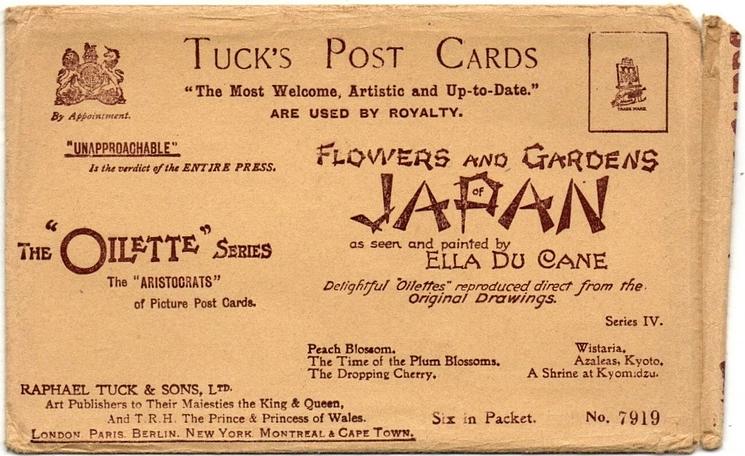 TUCK'S POST CARDS
"The Most Welcome, Artistic and Up-to-Date."
ARE USED BY ROYALTY.
By Appointment.
TRADE MARK
"UNAPPROACHABLE"
Is the verdict of the ENTIRE PRESS.
THE "OILETTE" SERIES
The "ARISTOCRATS"
of Picture Post Cards.
FLOWERS AND GARDENS
OF
JAPAN
as seen and painted by
ELLA DU CANE
Delightful "Oilettes" reproduced direct from the
Original Drawings.
Series IV.
Peach Blossom.
The Time of the Plum Blossoms.
The Dropping Cherry.
Wistaria.
Azaleas, Kyoto.
A Shrine at Kyomidzu.
RAPHAEL TUCK & SONS, LTD.
Art Publishers to Their Majesties the King & Queen,
And T.R.H. The Prince & Princess of Wales.
LONDON. PARIS. BERLIN. NEW YORK. MONTREAL & CAPE TOWN.
Six in Packet.
No. 7919